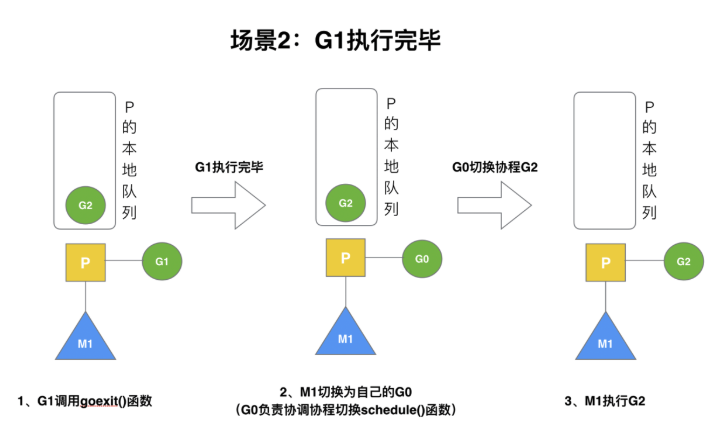 场景2：G1执行完毕
P的本地队列
G2
P
G1
M1
G1执行完毕
P的本地队列
G2
P
G0
M1
G0切换协程G2
P的本地队列
P
G2
M1
1、G1调用goexit()函数
2、M1切换为自己的G0
（G0负责协调协程切换schedule()函数）
3、M1执行G2